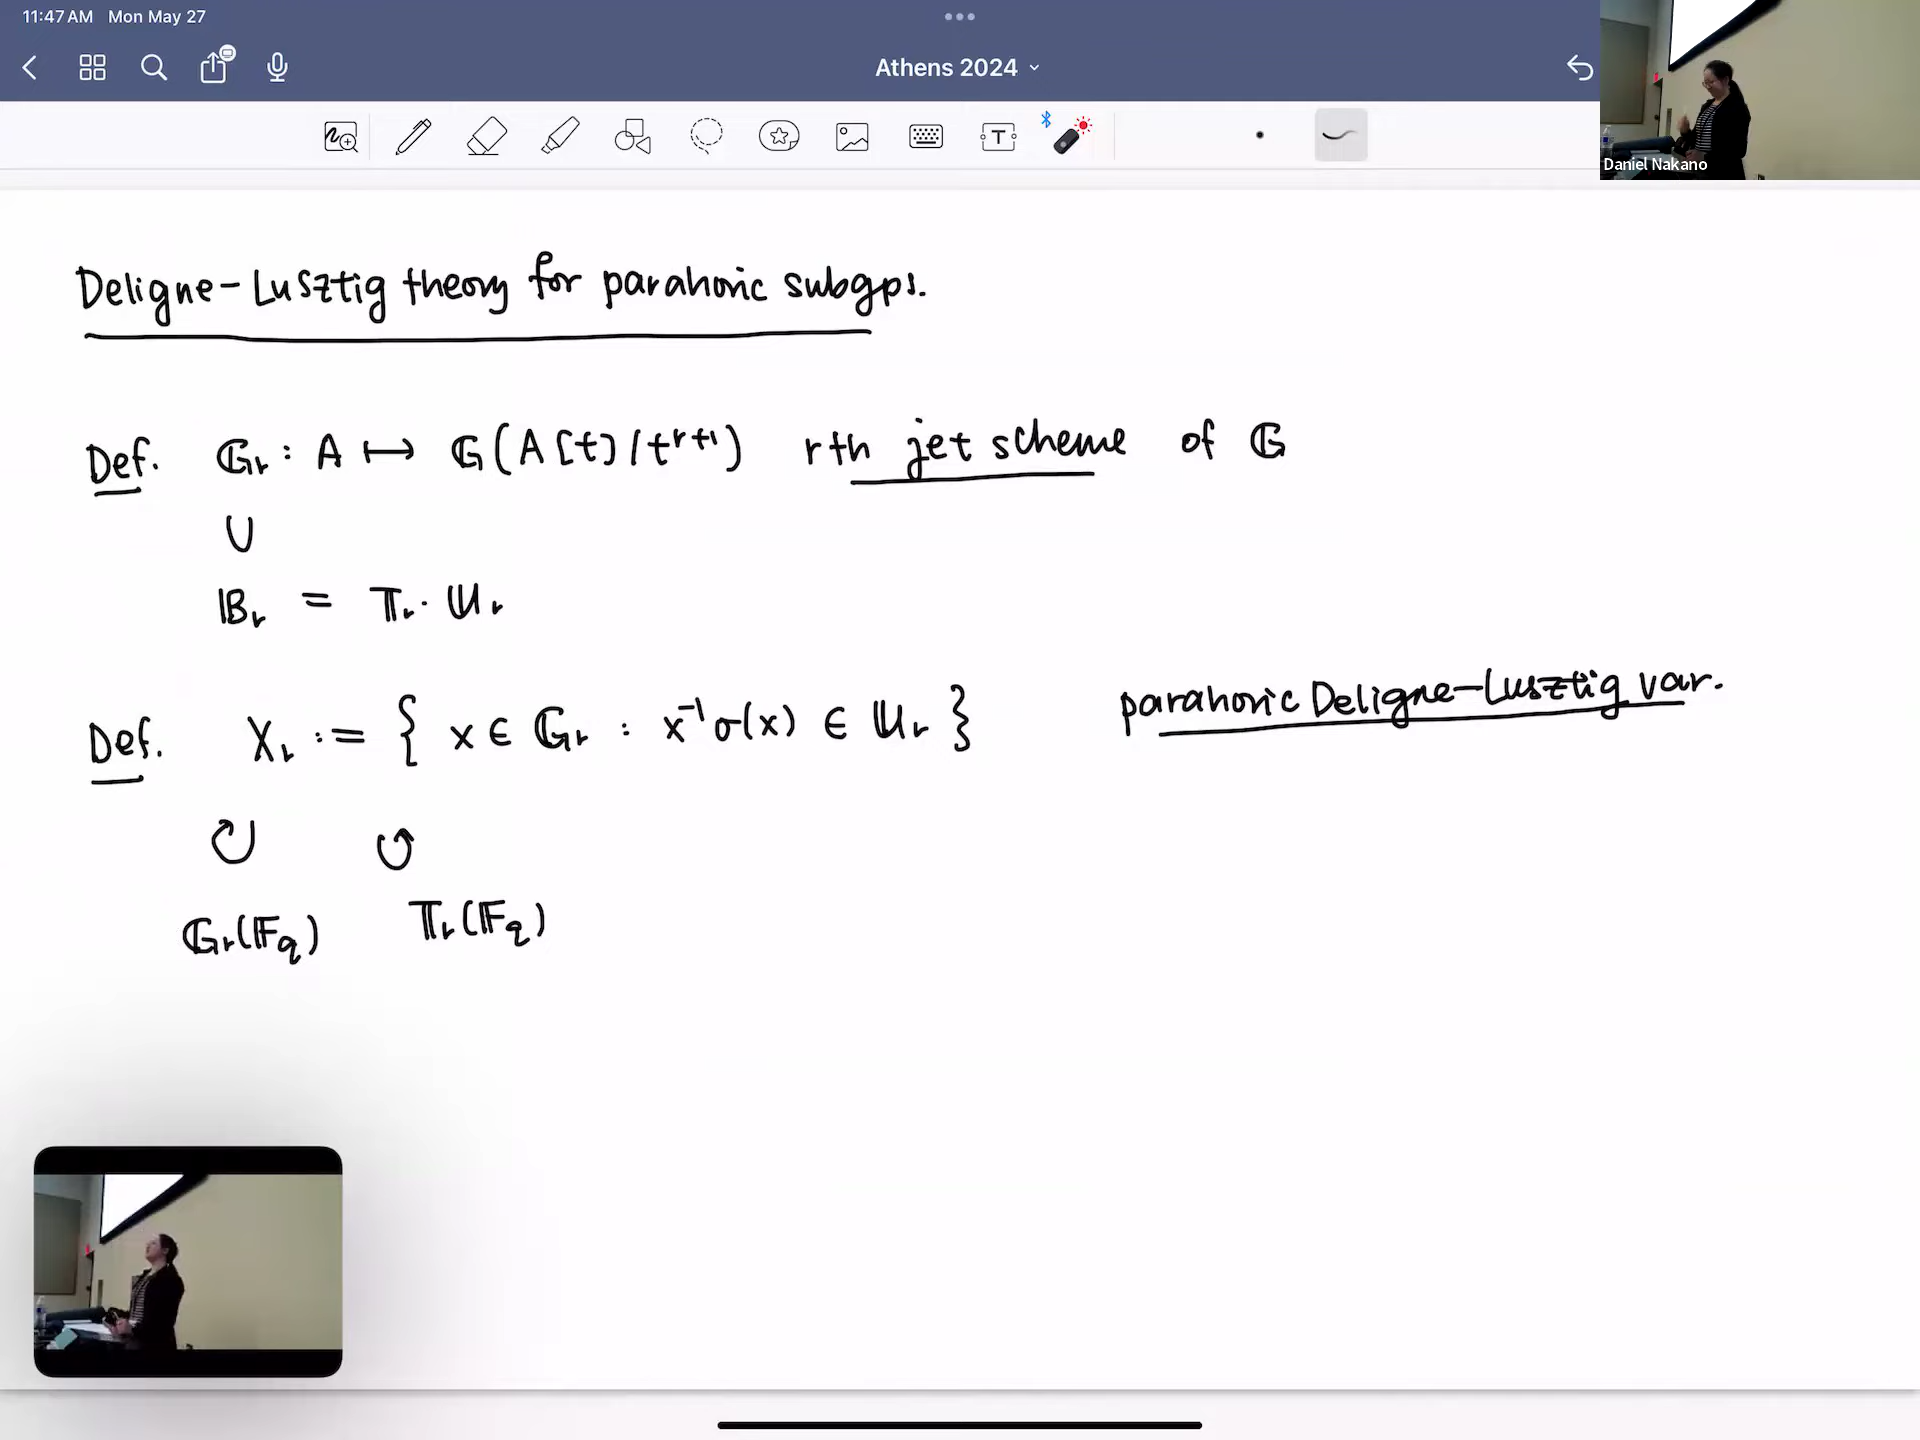 11:47 AM Mon May 27
Athens 2024
Daniel Nakano
Deligne-Lusztig theory for parahoric subgps.
Def. 𝔾ᵣ : A ↦ 𝔾(A[t]/tʳ⁺¹) rth jet scheme of 𝔾
∪
𝔹ᵣ = 𝕋ᵣ · 𝕌ᵣ
Def. Xᵣ := { x ∈ 𝔾ᵣ : x⁻¹σ(x) ∈ 𝕌ᵣ } parahoric Deligne-Lusztig var.
↻ ↺
𝔾ᵣ(𝔽_q) 𝕋ᵣ(𝔽_q)